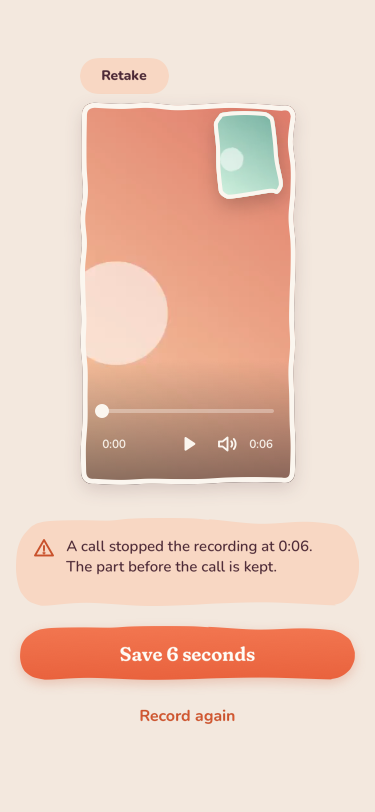 Retake
0:00
0:06
A call stopped the recording at 0:06.
The part before the call is kept.
Save 6 seconds
Record again